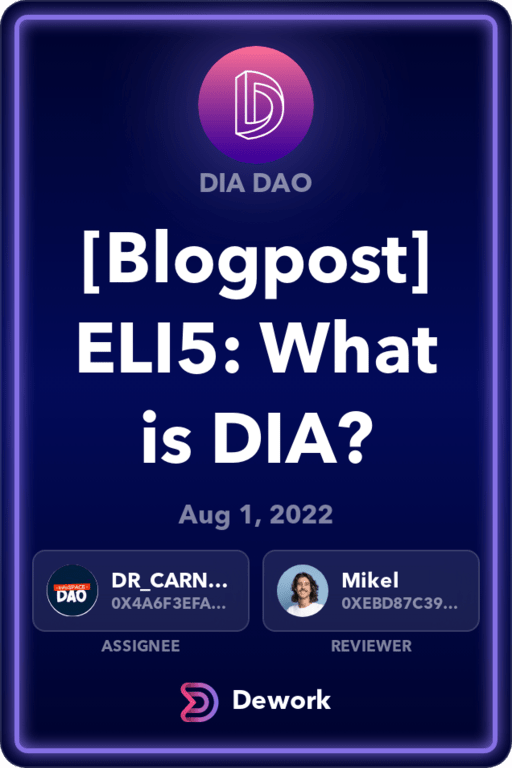 DIA DAO
[Blogpost]
ELI5: What
is DIA?
Aug 1, 2022
DR_CARN...
0X4A6F3EFA...
Mikel
0XEBD87C39...
DAO
ASSIGNEE
REVIEWER
Dework